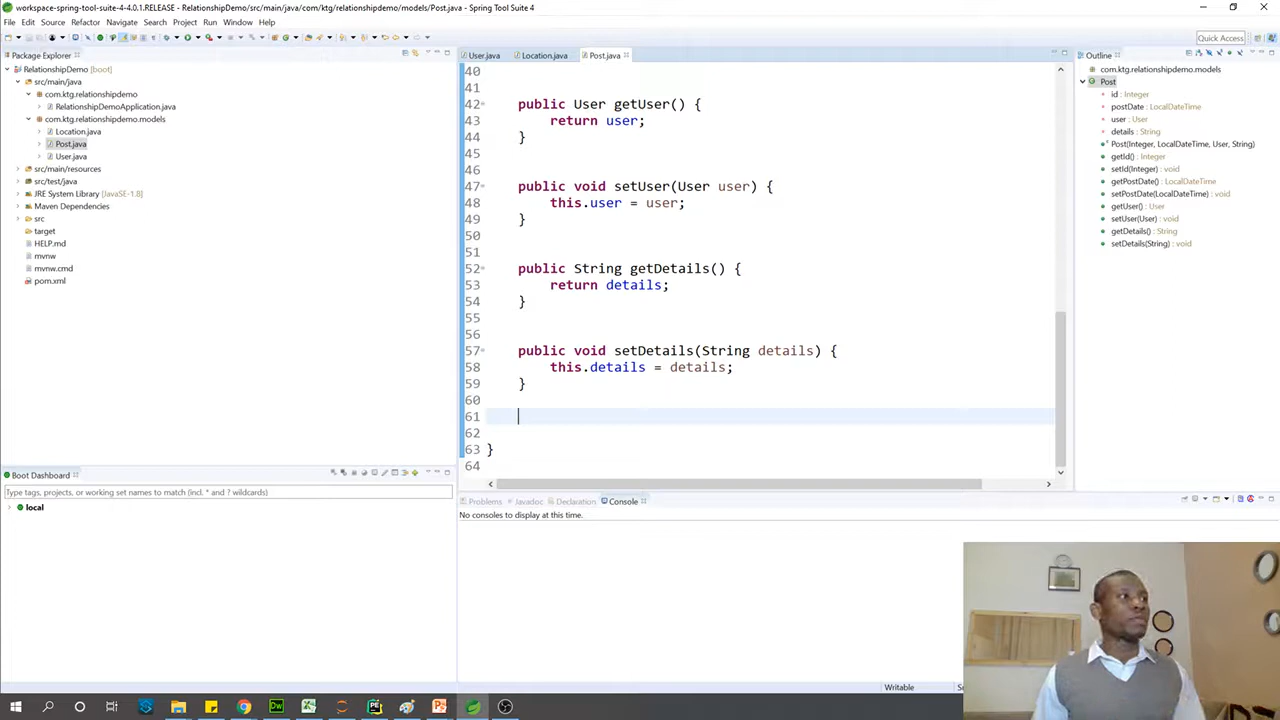 workspace-spring-tool-suite-4-4.0.1.RELEASE - RelationshipDemo/src/main/java/com/ktg/relationshipdemo/models/Post.java - Spring Tool Suite 4
File Edit Source Refactor Navigate Search Project Run Window Help
Quick Access
Package Explorer
RelationshipDemo [boot]
src/main/java
com.ktg.relationshipdemo
RelationshipDemoApplication.java
com.ktg.relationshipdemo.models
Location.java
Post.java
User.java
src/main/resources
src/test/java
JRE System Library [JavaSE-1.8]
Maven Dependencies
src
target
HELP.md
mvnw
mvnw.cmd
pom.xml
Boot Dashboard
Type tags, projects, or working set names to match (incl. * and ? wildcards)
local
User.java Location.java Post.java
40
41
42 public User getUser() {
43 return user;
44 }
45
46
47 public void setUser(User user) {
48 this.user = user;
49 }
50
51
52 public String getDetails() {
53 return details;
54 }
55
56
57 public void setDetails(String details) {
58 this.details = details;
59 }
60
61
62
63 }
64
Problems Javadoc Declaration Console
No consoles to display at this time.
Outline
com.ktg.relationshipdemo.models
Post
id : Integer
postDate : LocalDateTime
user : User
details : String
Post(Integer, LocalDateTime, User, String)
getId() : Integer
setId(Integer) : void
getPostDate() : LocalDateTime
setPostDate(LocalDateTime) : void
getUser() : User
setUser(User) : void
getDetails() : String
setDetails(String) : void
Writable